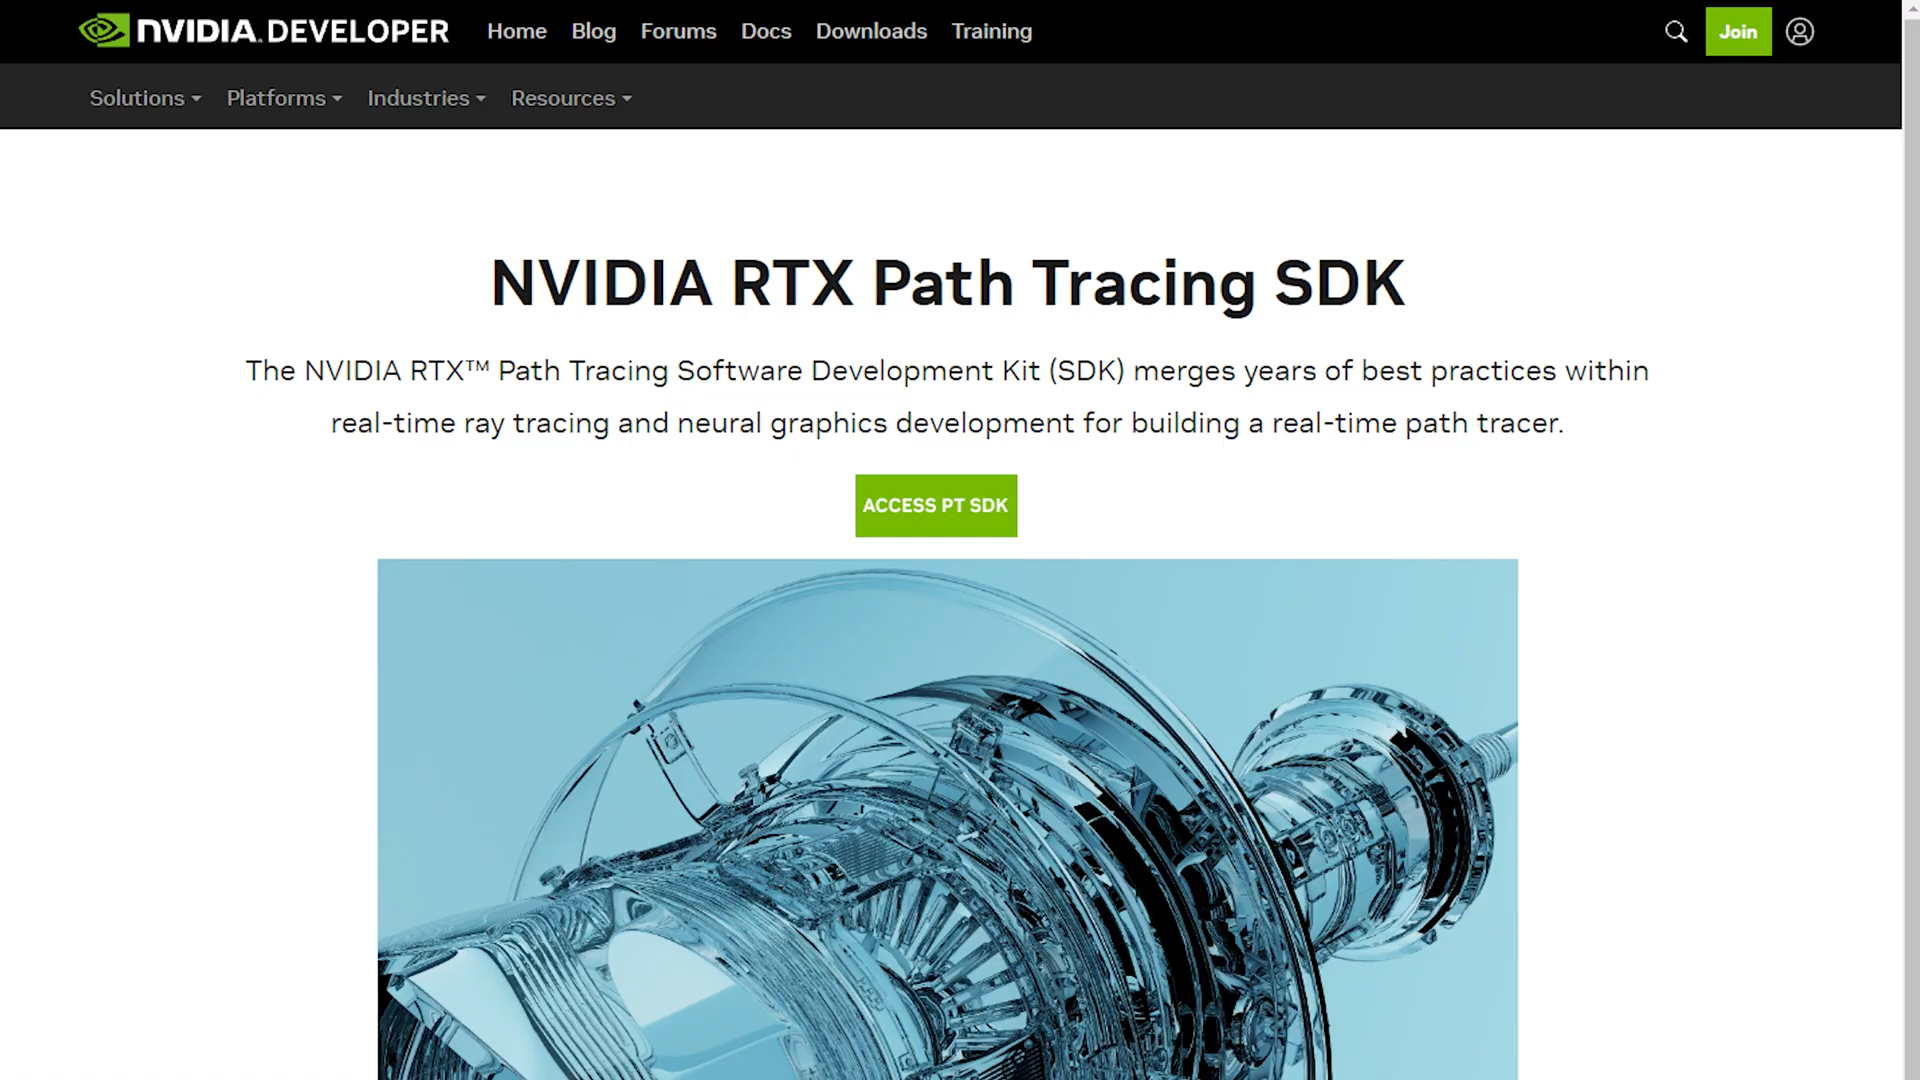 NVIDIA. DEVELOPER Home Blog Forums Docs Downloads Training Join
Solutions Platforms Industries Resources
NVIDIA RTX Path Tracing SDK
The NVIDIA RTX™ Path Tracing Software Development Kit (SDK) merges years of best practices within
real-time ray tracing and neural graphics development for building a real-time path tracer.
ACCESS PT SDK